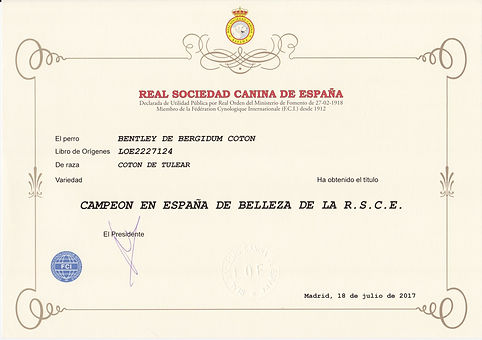 REAL SOCIEDAD CANINA DE ESPAÑA
Declarada de Utilidad Pública por Real Orden del Ministerio de Fomento de 27-02-1918
Miembro de la Fédération Cynologique Internationale (F.C.I.) desde 1912
El perro BENTLEY DE BERGIDUM COTON
Libro de Orígenes LOE2227124
De raza COTON DE TULEAR
Variedad Ha obtenido el título
CAMPEON EN ESPAÑA DE BELLEZA DE LA R.S.C.E.
El Presidente
FCI
Madrid, 18 de julio de 2017